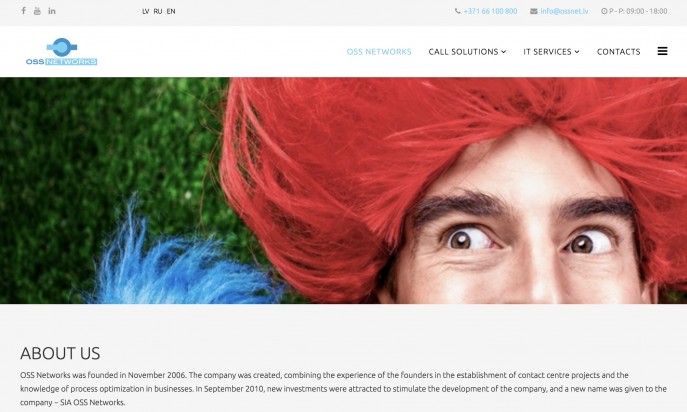 LV RU EN
+371 66 100 800 info@ossnet.lv P - P: 09:00 - 18:00
OSS NETWORKS
OSS NETWORKS CALL SOLUTIONS IT SERVICES CONTACTS
ABOUT US
OSS Networks was founded in November 2006. The company was created, combining the experience of the founders in the establishment of contact centre projects and the
knowledge of process optimization in businesses. In September 2010, new investments were attracted to stimulate the development of the company, and a new name was given to the
company – SIA OSS Networks.